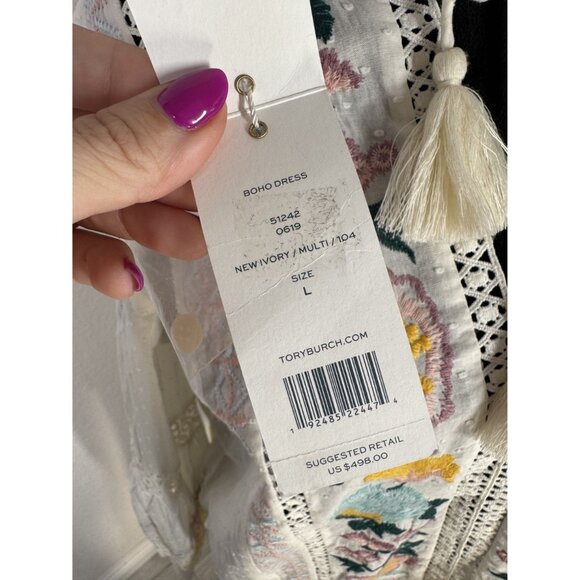 BOHO DRESS
51242
0619
NEW IVORY / MULTI / 104
SIZE
L
TORYBURCH.COM
1 92485 22447 4
SUGGESTED RETAIL
US $498.00